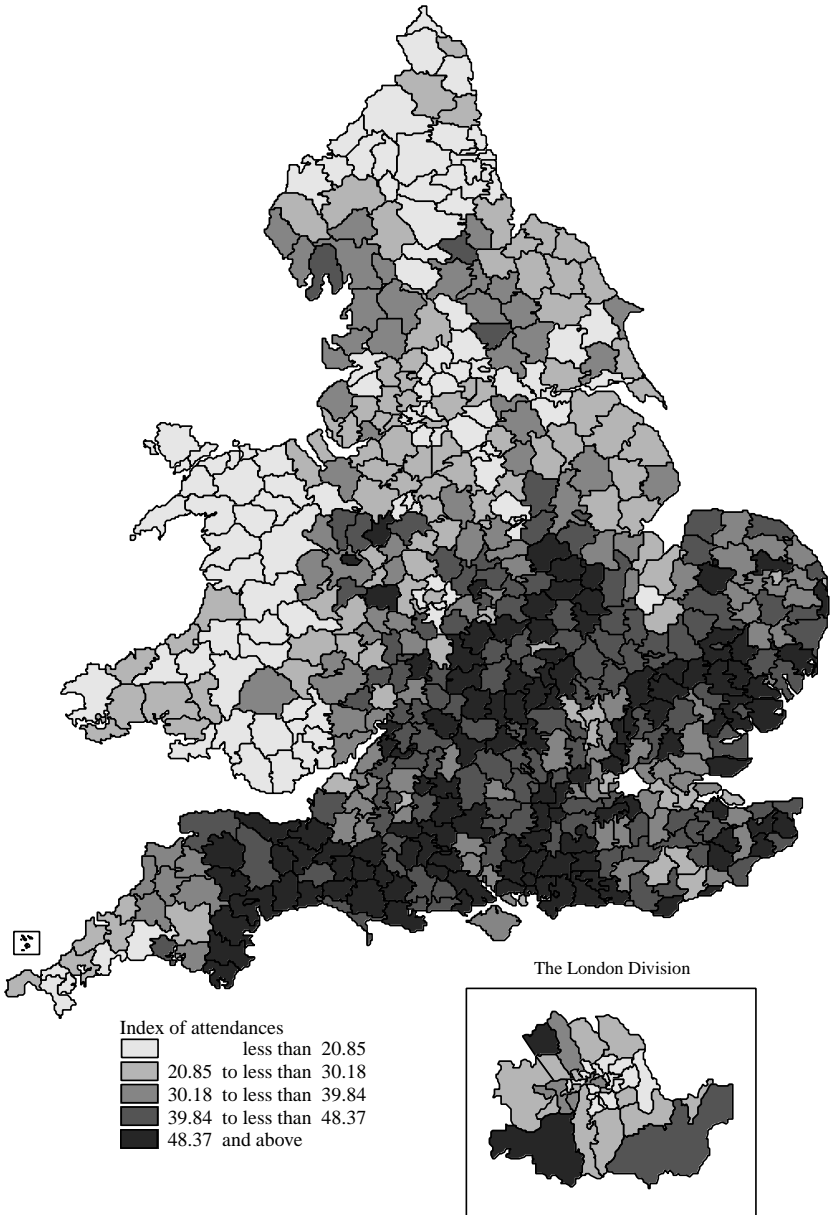 The London Division
Index of attendances
less than 20.85
20.85 to less than 30.18
30.18 to less than 39.84
39.84 to less than 48.37
48.37 and above